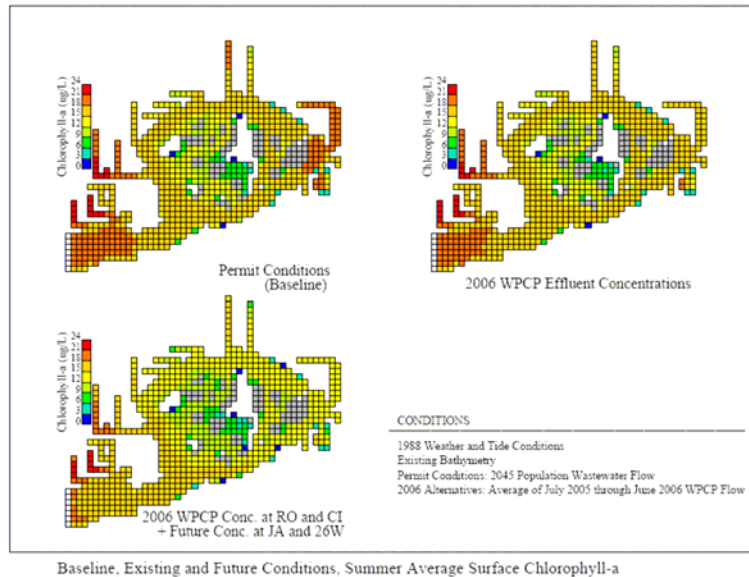 Chlorophyll-a (ug/L)
24
21
18
15
12
9
6
3
0
Permit Conditions
(Baseline)
Chlorophyll-a (ug/L)
24
21
18
15
12
9
6
3
0
2006 WPCP Effluent Concentrations
Chlorophyll-a (ug/L)
24
21
18
15
12
9
6
3
0
2006 WPCP Conc. at RO and CI
+ Future Conc. at JA and 26W
CONDITIONS
1988 Weather and Tide Conditions
Existing Bathymetry
Permit Conditions: 2045 Population Wastewater Flow
2006 Alternatives: Average of July 2005 through June 2006 WPCP Flow
Baseline, Existing and Future Conditions, Summer Average Surface Chlorophyll-a